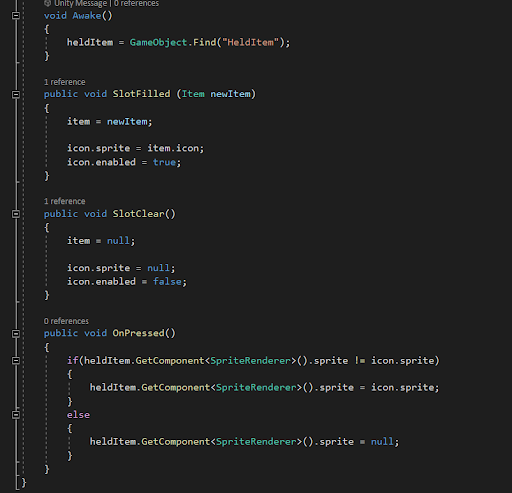 Unity Message | 0 references
void Awake()
{
heldItem = GameObject.Find("HeldItem");
}
1 reference
public void SlotFilled (Item newItem)
{
item = newItem;
icon.sprite = item.icon;
icon.enabled = true;
}
1 reference
public void SlotClear()
{
item = null;
icon.sprite = null;
icon.enabled = false;
}
0 references
public void OnPressed()
{
if(heldItem.GetComponent<SpriteRenderer>().sprite != icon.sprite)
{
heldItem.GetComponent<SpriteRenderer>().sprite = icon.sprite;
}
else
{
heldItem.GetComponent<SpriteRenderer>().sprite = null;
}
}
}